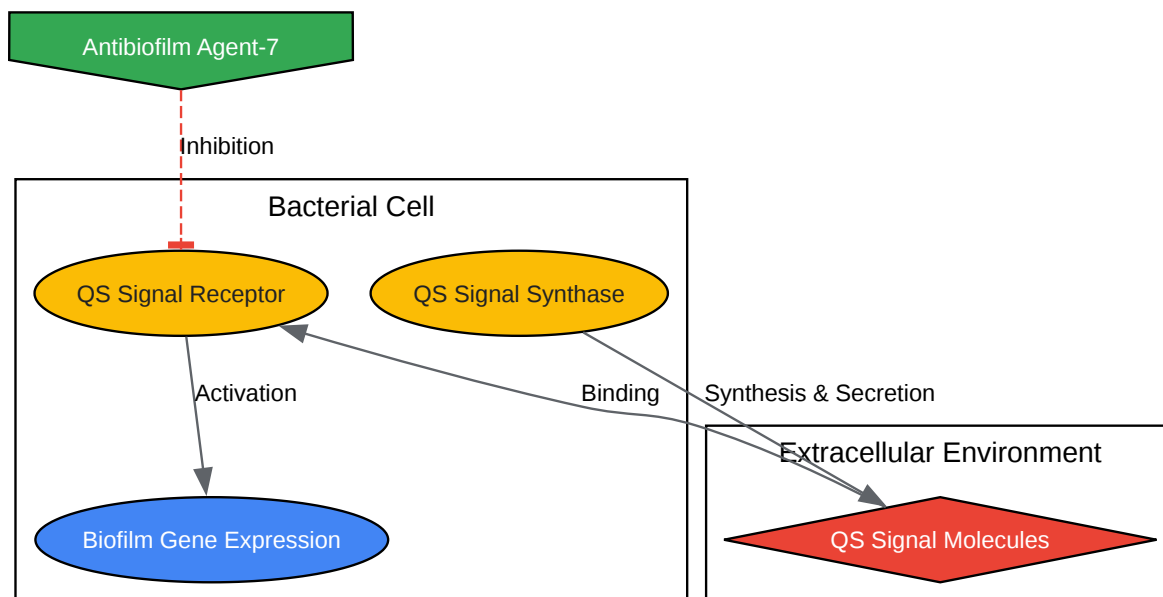 Antibiofilm Agent-7
Inhibition
Bacterial Cell
QS Signal Receptor
QS Signal Synthase
Activation
Binding
Synthesis & Secretion
Extracellular Environment
Biofilm Gene Expression
QS Signal Molecules